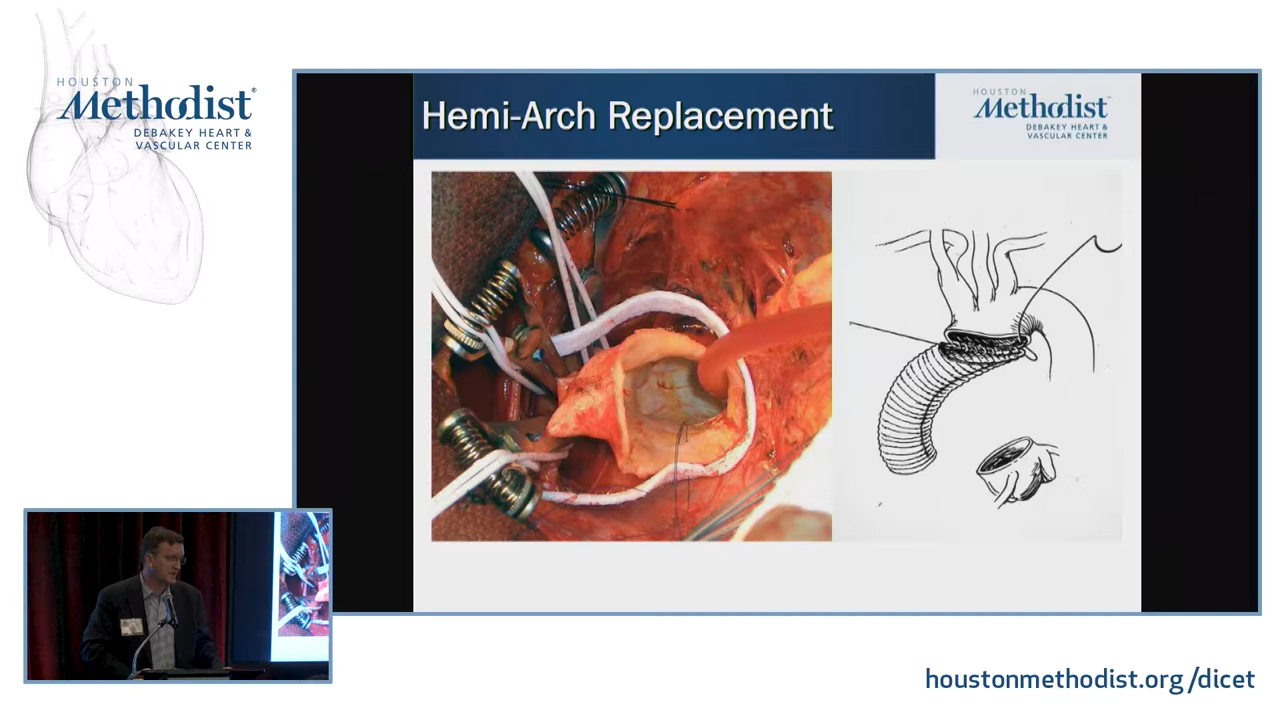 HOUSTON
Methodist®
DEBAKEY HEART &
VASCULAR CENTER
Hemi-Arch Replacement
HOUSTON
Methodist
DEBAKEY HEART &
VASCULAR CENTER
houstonmethodist.org/dicet